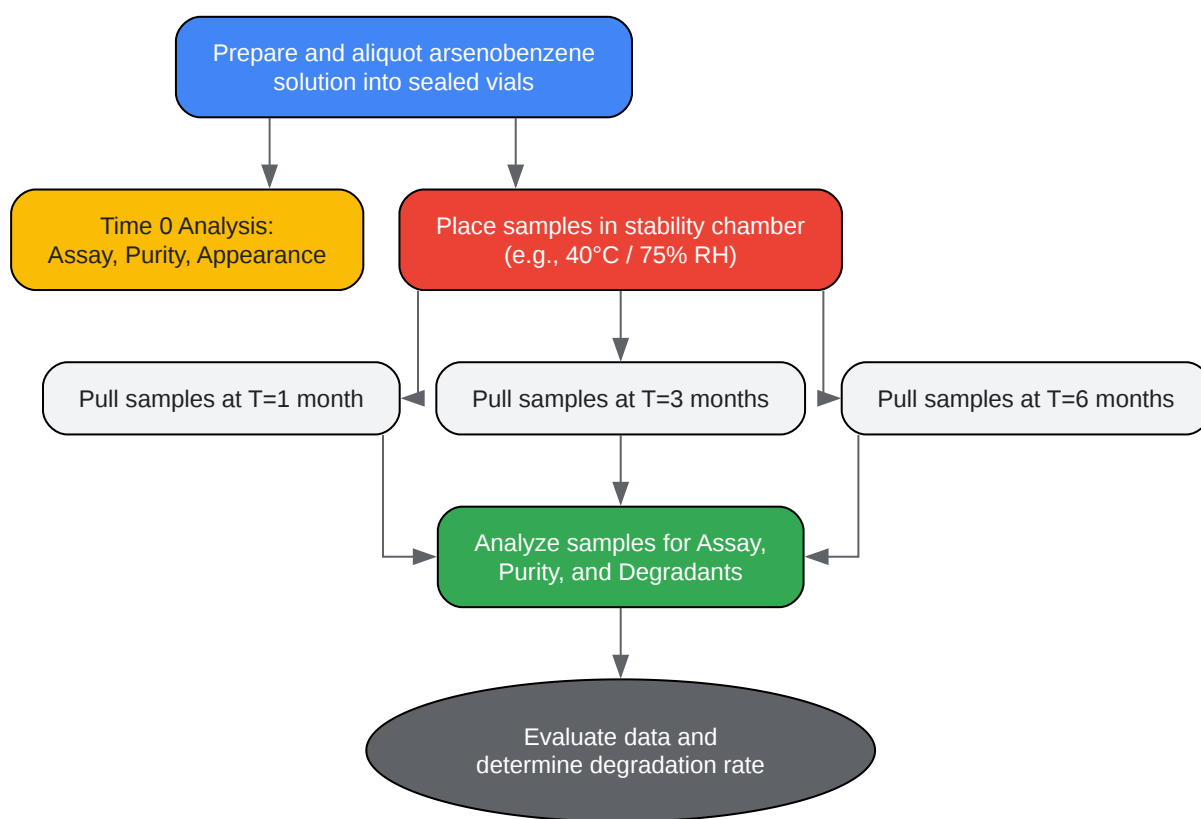 Prepare and aliquot arsenobenzene
solution into sealed vials
Time 0 Analysis:
Assay, Purity, Appearance
Place samples in stability chamber
(e.g., 40°C / 75% RH)
Pull samples at T=1 month
Pull samples at T=3 months
Pull samples at T=6 months
Analyze samples for Assay,
Purity, and Degradants
Evaluate data and
determine degradation rate